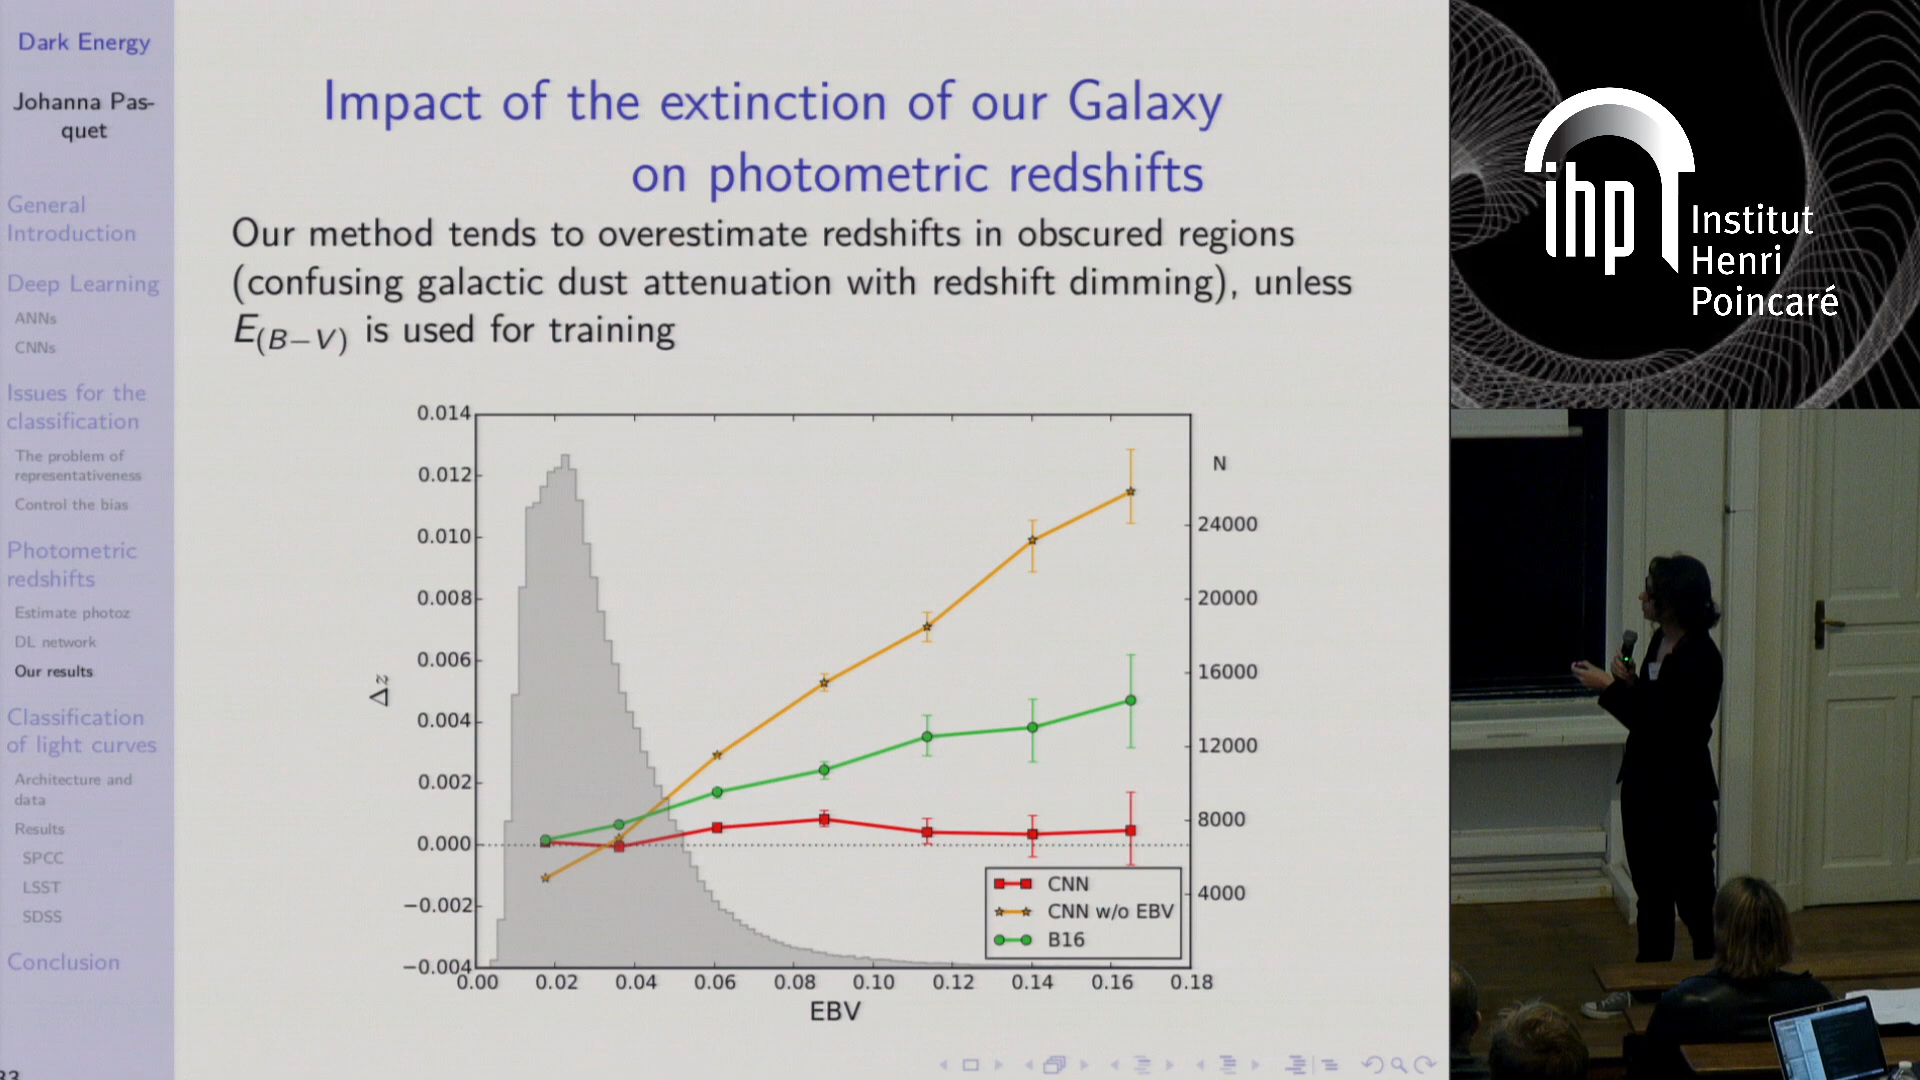 Dark Energy
Johanna Pas-
quet
General
Introduction
Deep Learning
ANNs
CNNs
Issues for the
classification
The problem of
representativeness
Control the bias
Photometric
redshifts
Estimate photoz
DL network
Our results
Classification
of light curves
Architecture and
data
Results
SPCC
LSST
SDSS
Conclusion
33
Impact of the extinction of our Galaxy
on photometric redshifts
Our method tends to overestimate redshifts in obscured regions
(confusing galactic dust attenuation with redshift dimming), unless
E(B−V) is used for training
0.014
0.012
0.010
0.008
0.006
0.004
0.002
0.000
−0.002
−0.004
Δz
0.00 0.02 0.04 0.06 0.08 0.10 0.12 0.14 0.16 0.18
EBV
N
24000
20000
16000
12000
8000
4000
CNN
CNN w/o EBV
B16
ihp
Institut
Henri
Poincaré